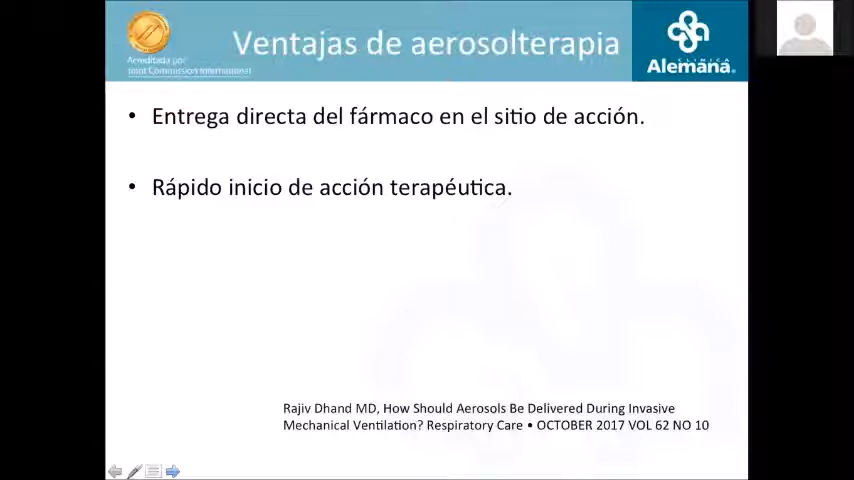 Acreditada por
Joint Commission International
Ventajas de aerosolterapia
CLINICA
Alemana®
• Entrega directa del fármaco en el sitio de acción.
• Rápido inicio de acción terapéutica.
Rajiv Dhand MD, How Should Aerosols Be Delivered During Invasive
Mechanical Ventilation? Respiratory Care • OCTOBER 2017 VOL 62 NO 10